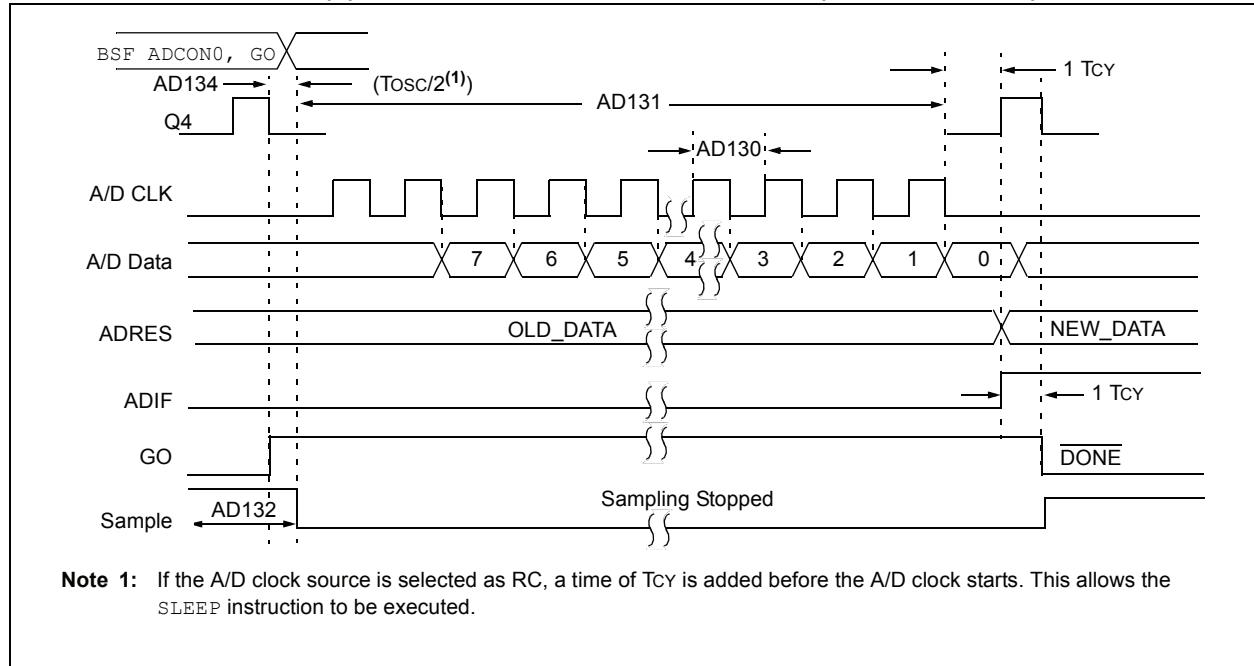 BSF ADCON0, GO
AD134
(TOSC/2(1))
1 TCY
AD131
Q4
AD130
A/D CLK
A/D Data
7 6 5 4 3 2 1 0
ADRES
OLD_DATA
NEW_DATA
ADIF
1 TCY
GO
DONE
Sample
AD132
Sampling Stopped
Note 1: If the A/D clock source is selected as RC, a time of TCY is added before the A/D clock starts. This allows the
SLEEP instruction to be executed.